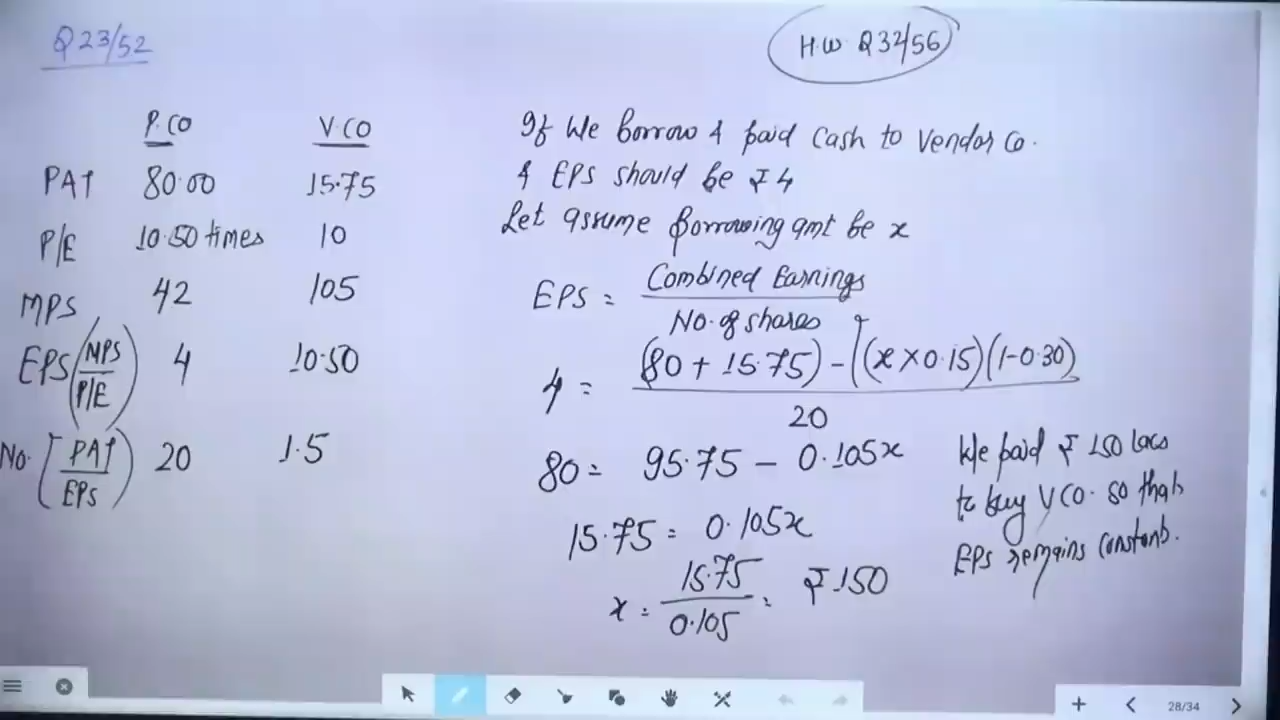 Q 23/52
H.W. Q 32/56
P.CO V.CO
PAT 80.00 15.75
P/E 10.50 times 10
MPS 42 105
EPS (MPS/P/E) 4 10.50
No. [PAT/EPS] 20 1.5
If We borrow & paid cash to Vendor Co.
& EPS should be ₹ 4
Let assume Borrowing amt be x
EPS = Combined Earnings / No. of shares
4 = (80 + 15.75) - [(x × 0.15)(1-0.30) / 20
80 = 95.75 - 0.105x
15.75 = 0.105x
x = 15.75 / 0.105 = ₹ 150
We paid ₹ 150 lacs
to buy VCO. so that
EPS remains constant.
28/34